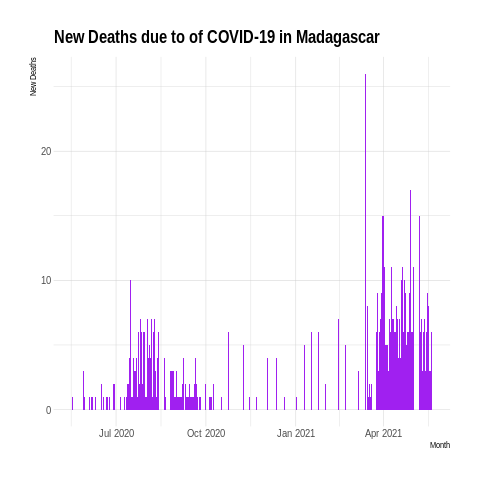 New Deaths due to of COVID-19 in Madagascar
New Deaths
20
10
0
Jul 2020 Oct 2020 Jan 2021 Apr 2021
Month